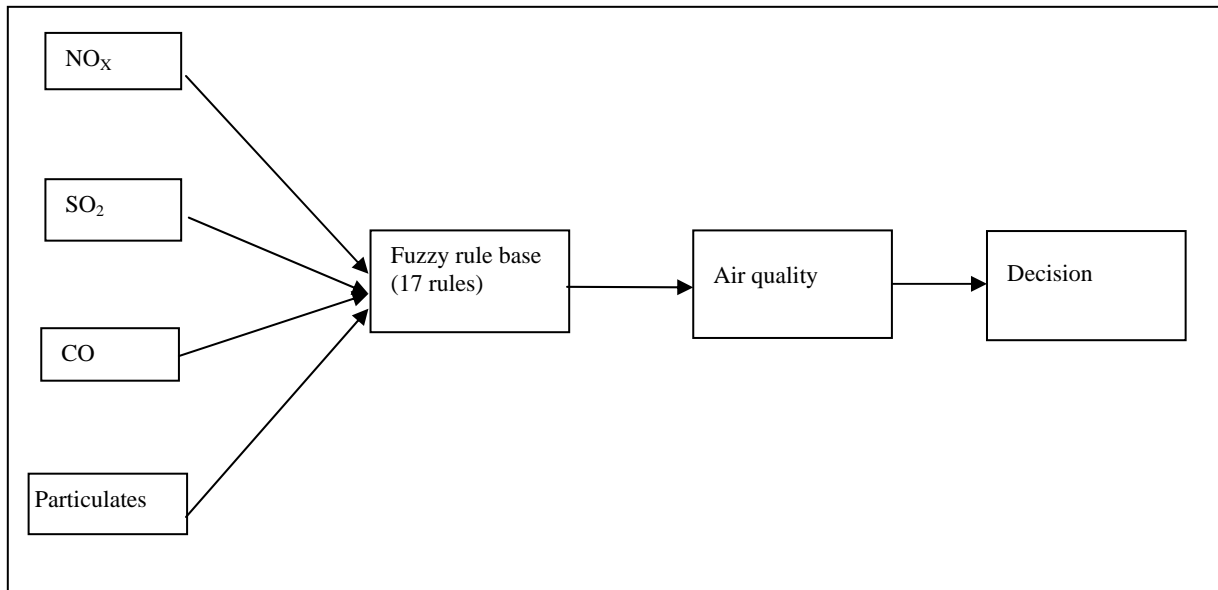 NOX
SO2
CO
Particulates
Fuzzy rule base
(17 rules)
Air quality
Decision